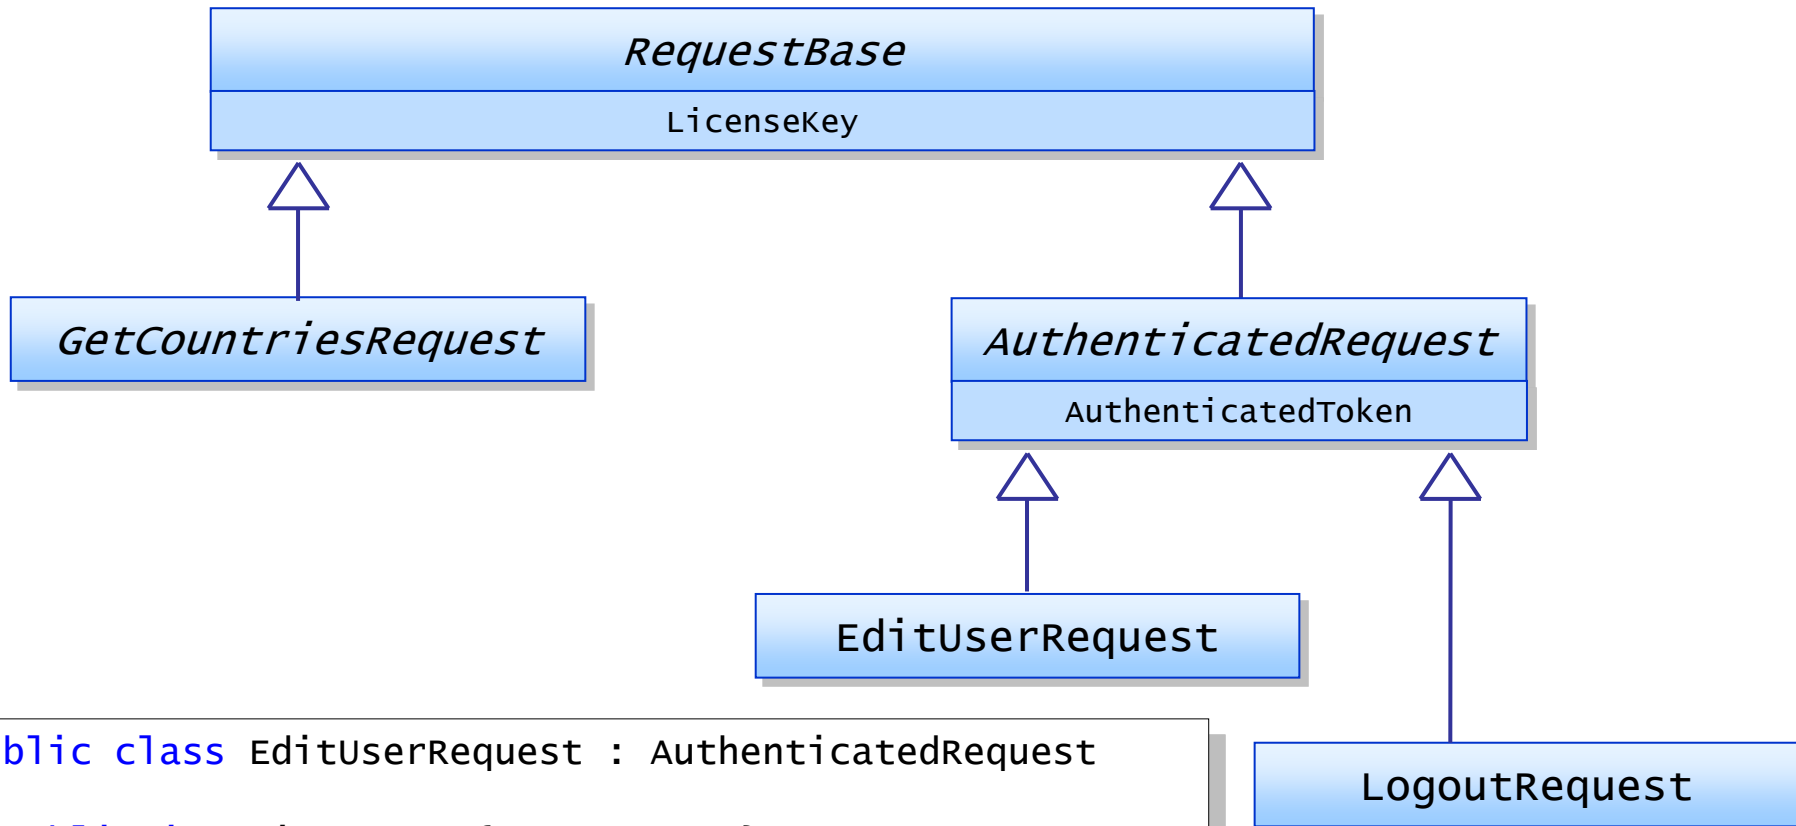 RequestBase
LicenseKey
GetCountriesRequest
AuthenticatedRequest
AuthenticatedToken
EditUserRequest
blic class EditUserRequest : AuthenticatedRequest
LogoutRequest